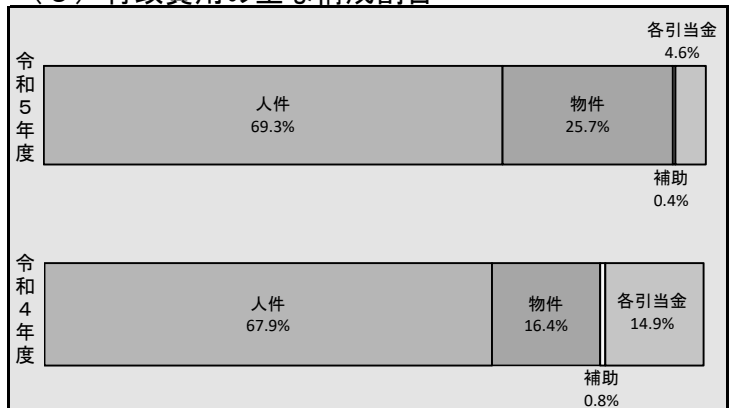 令和5年度
人件
69.3%
物件
25.7%
各引当金
4.6%
補助
0.4%
令和4年度
人件
67.9%
物件
16.4%
各引当金
14.9%
補助
0.8%